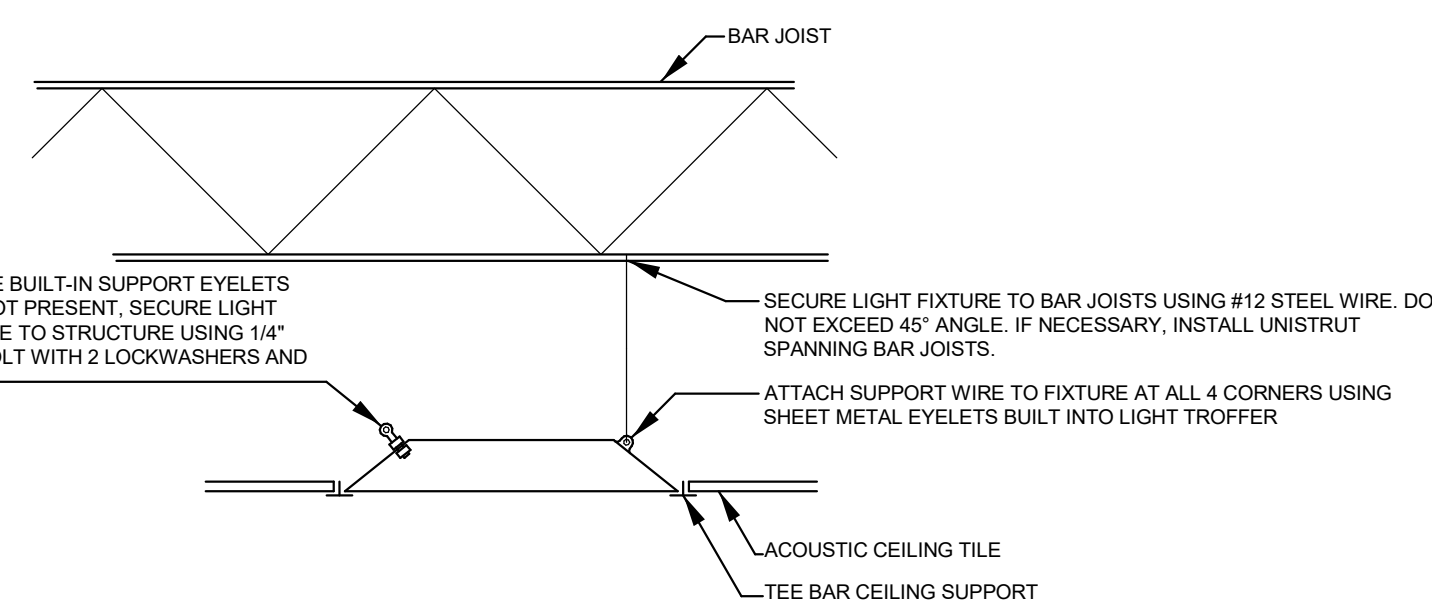 BAR JOIST
E BUILT-IN SUPPORT EYELETS
OT PRESENT, SECURE LIGHT
E TO STRUCTURE USING 1/4"
OLT WITH 2 LOCKWASHERS AND
SECURE LIGHT FIXTURE TO BAR JOISTS USING #12 STEEL WIRE. DO
NOT EXCEED 45° ANGLE. IF NECESSARY, INSTALL UNISTRUT
SPANNING BAR JOISTS.
ATTACH SUPPORT WIRE TO FIXTURE AT ALL 4 CORNERS USING
SHEET METAL EYELETS BUILT INTO LIGHT TROFFER
ACOUSTIC CEILING TILE
TEE BAR CEILING SUPPORT